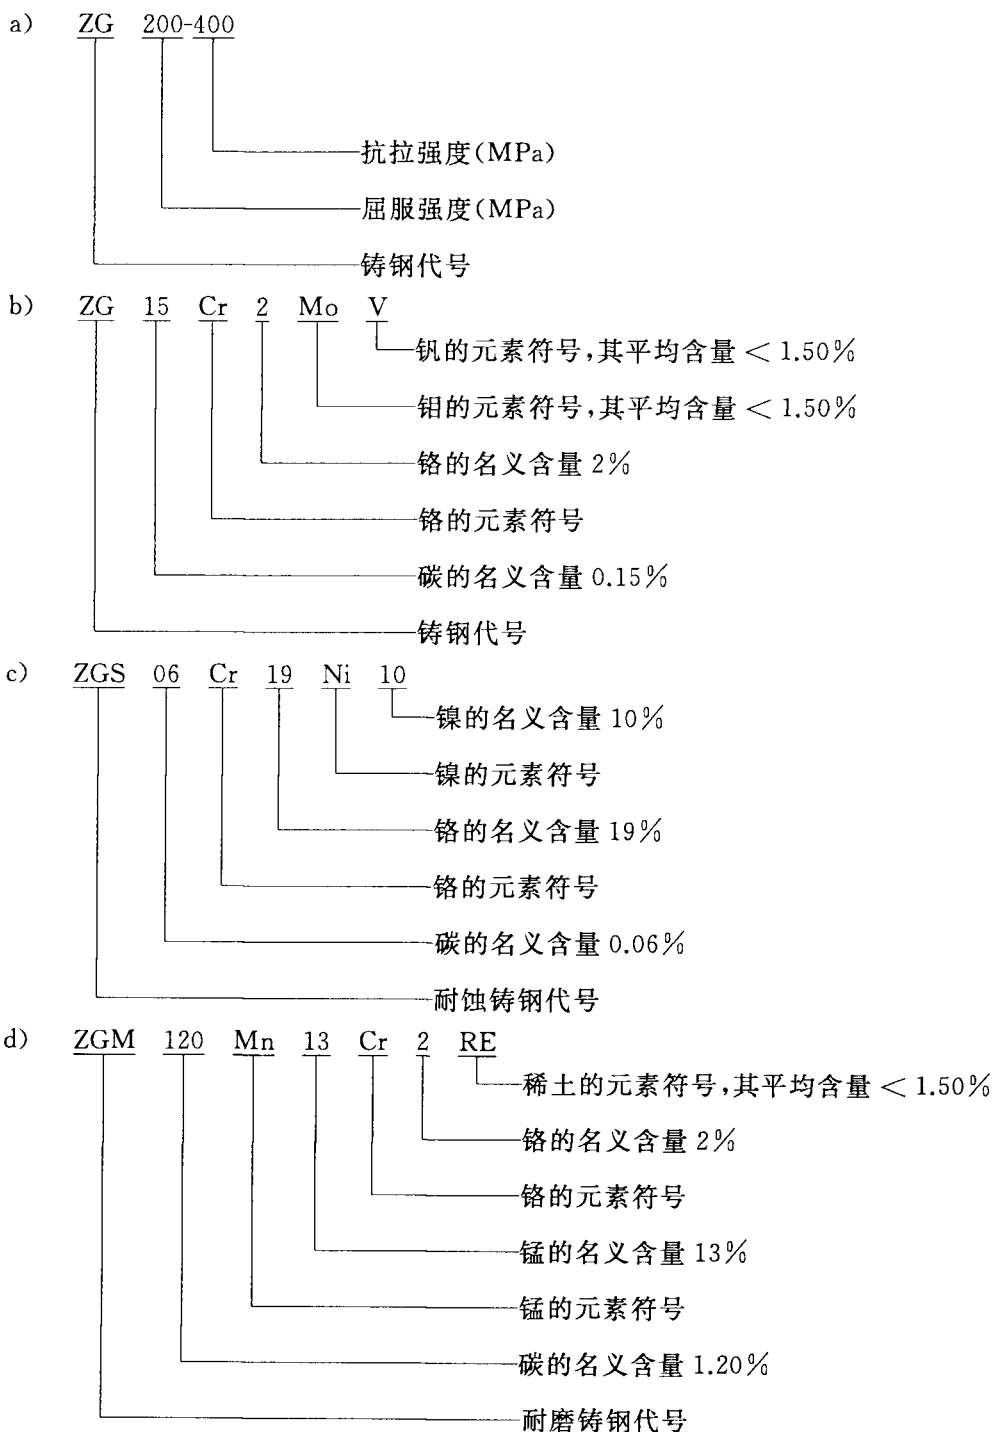 a) ZG 200-400
抗拉强度(MPa)
屈服强度(MPa)
铸钢代号
b) ZG 15 Cr 2 Mo V
钒的元素符号,其平均含量<1.50%
钼的元素符号,其平均含量<1.50%
铬的名义含量 2%
铬的元素符号
碳的名义含量 0.15%
铸钢代号
c) ZGS 06 Cr 19 Ni 10
镍的名义含量 10%
镍的元素符号
铬的名义含量 19%
铬的元素符号
碳的名义含量 0.06%
耐蚀铸钢代号
d) ZGM 120 Mn 13 Cr 2 RE
稀土的元素符号,其平均含量<1.50%
铬的名义含量 2%
铬的元素符号
锰的名义含量 13%
锰的元素符号
碳的名义含量 1.20%
耐磨铸钢代号